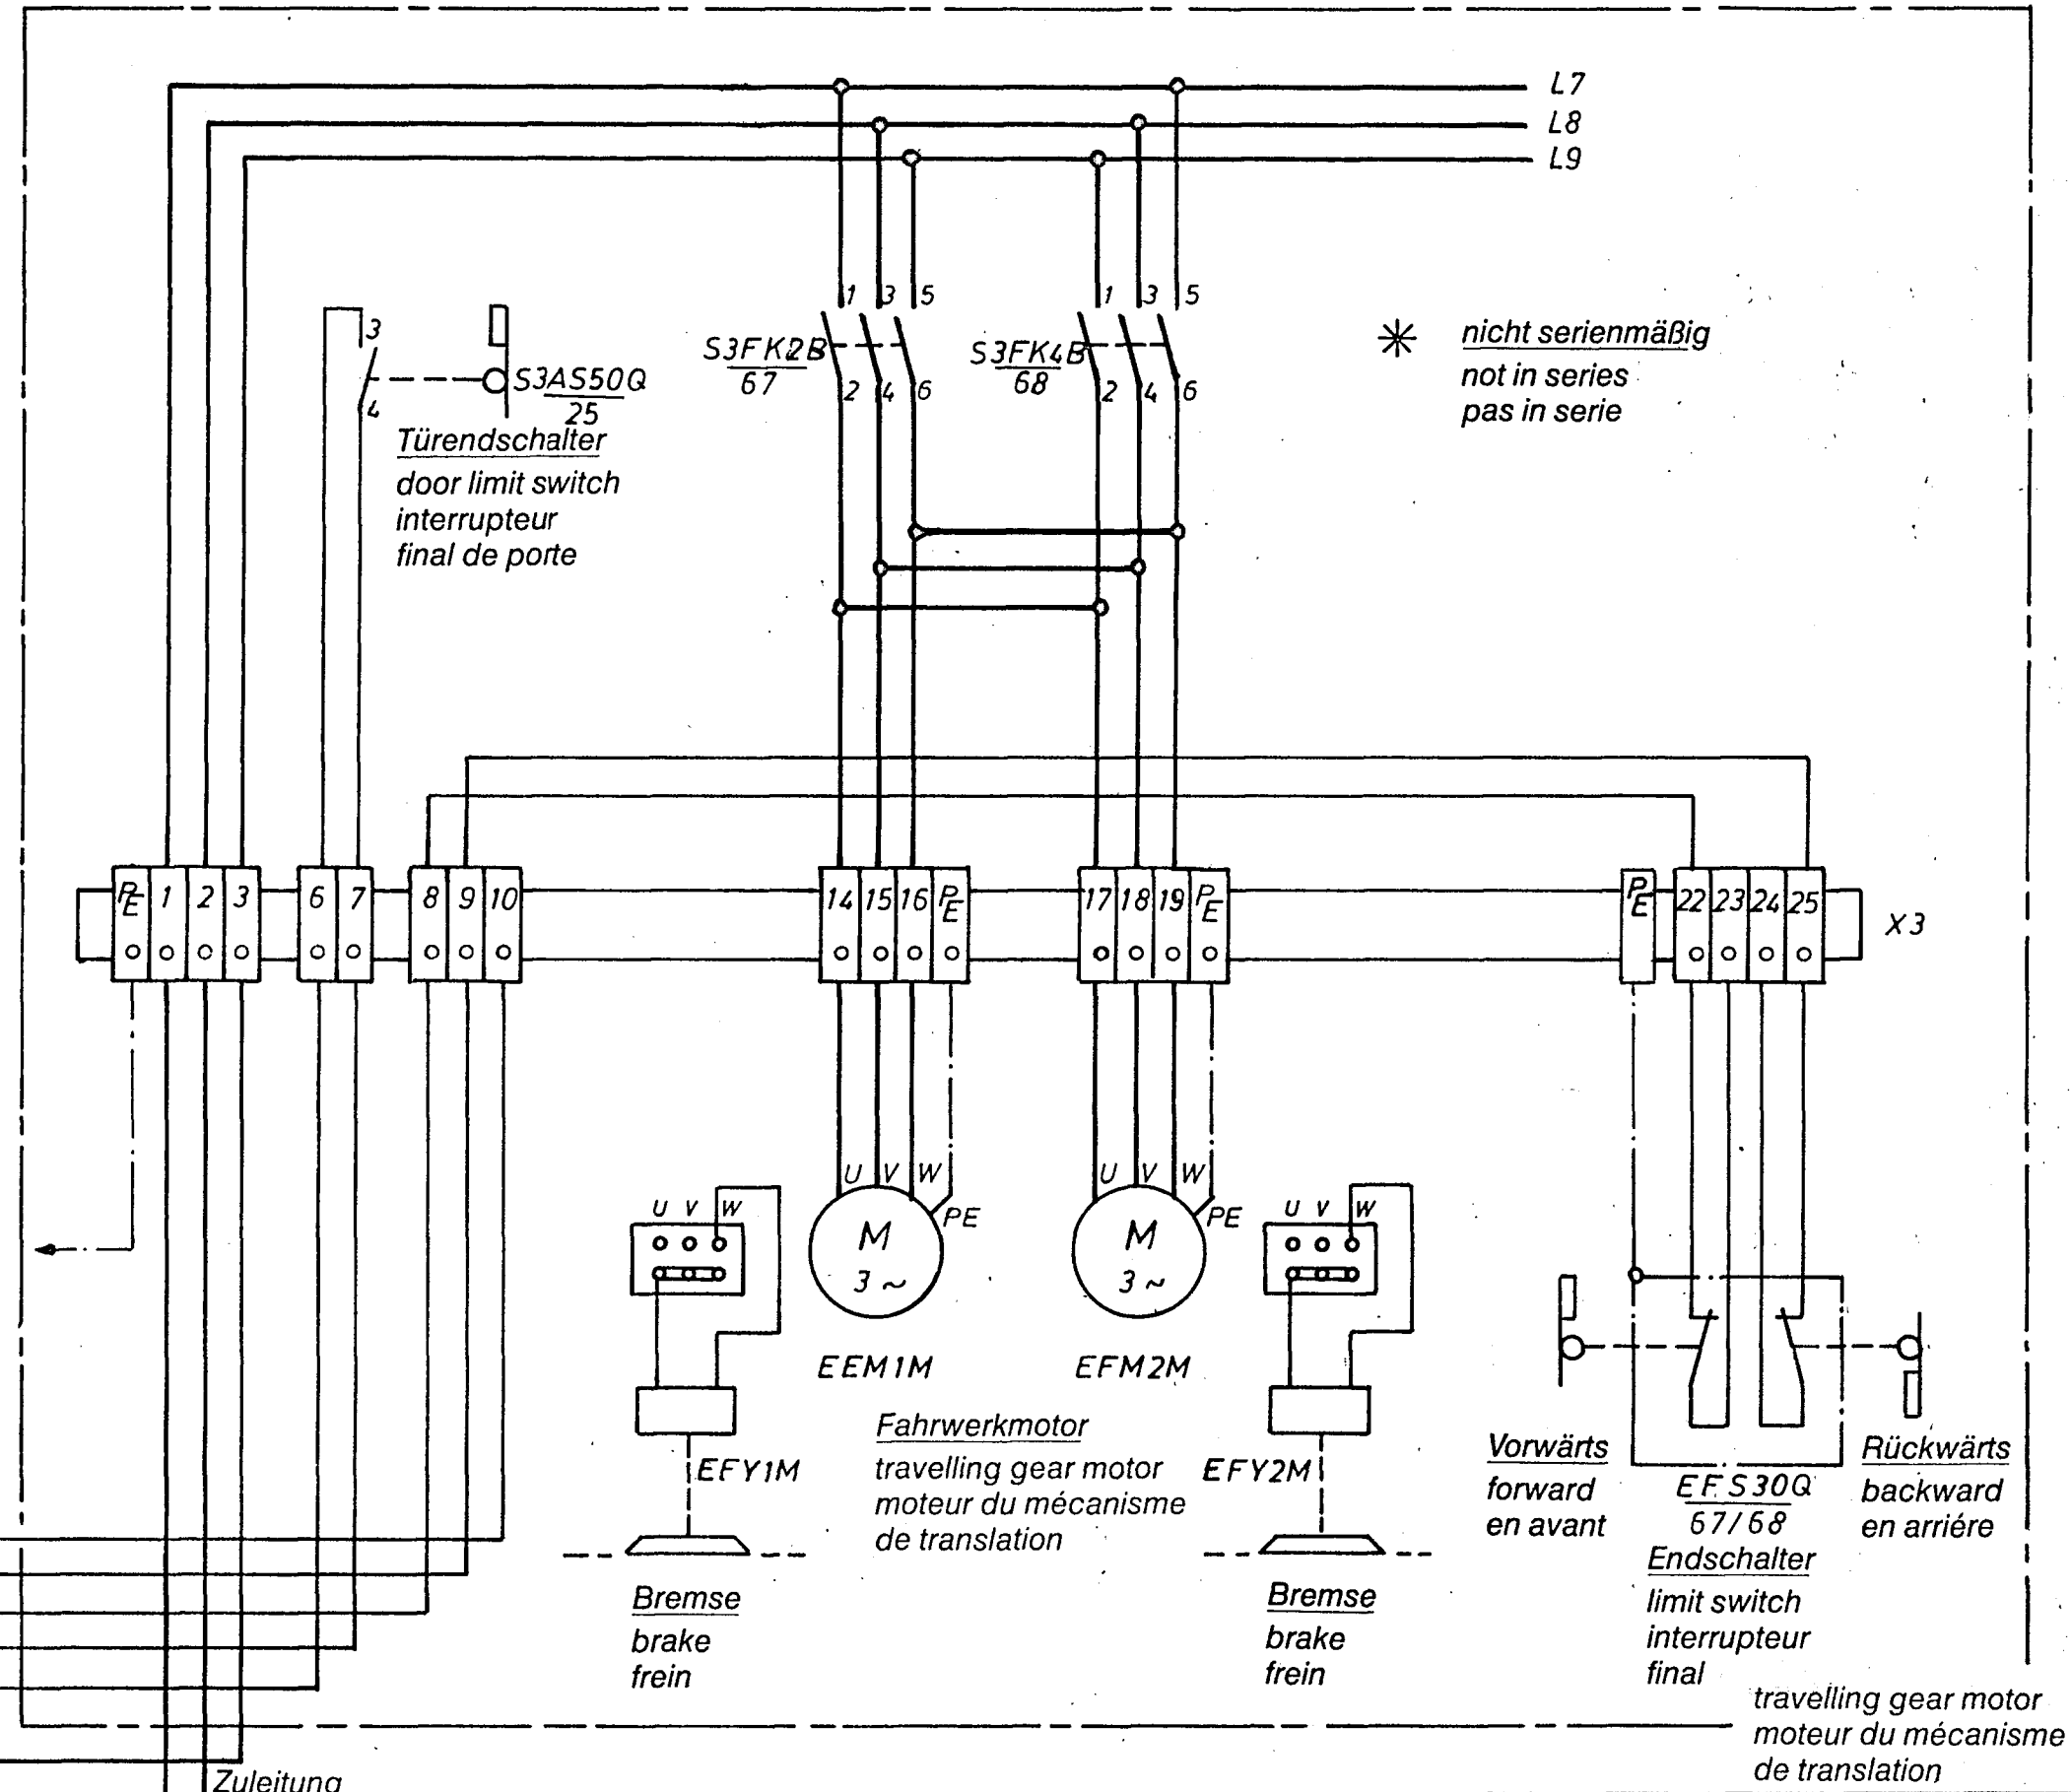 L7
L8
L9
1 3 5
1 3 5
S3FK2B
67
2 4 6
S3FK4B
68
2 4 6
nicht serienmäßig
not in series
pas in serie
3
4
S3AS50Q
25
Türendschalter
door limit switch
interrupteur
final de porte
PE 1 2 3 6 7 8 9 10 14 15 16 PE 17 18 19 PE PE 22 23 24 25
X3
U V W
U V W
PE
M
3 ~
EEM1M
U V W
PE
M
3 ~
EFM2M
U V W
EFY1M
Fahrwerkmotor
travelling gear motor
moteur du mécanisme
de translation
EFY2M
Bremse
brake
frein
Bremse
brake
frein
Vorwärts
forward
en avant
EFS30Q
67/68
Endschalter
limit switch
interrupteur
final
Rückwärts
backward
en arriére
travelling gear motor
moteur du mécanisme
de translation
Zuleitung